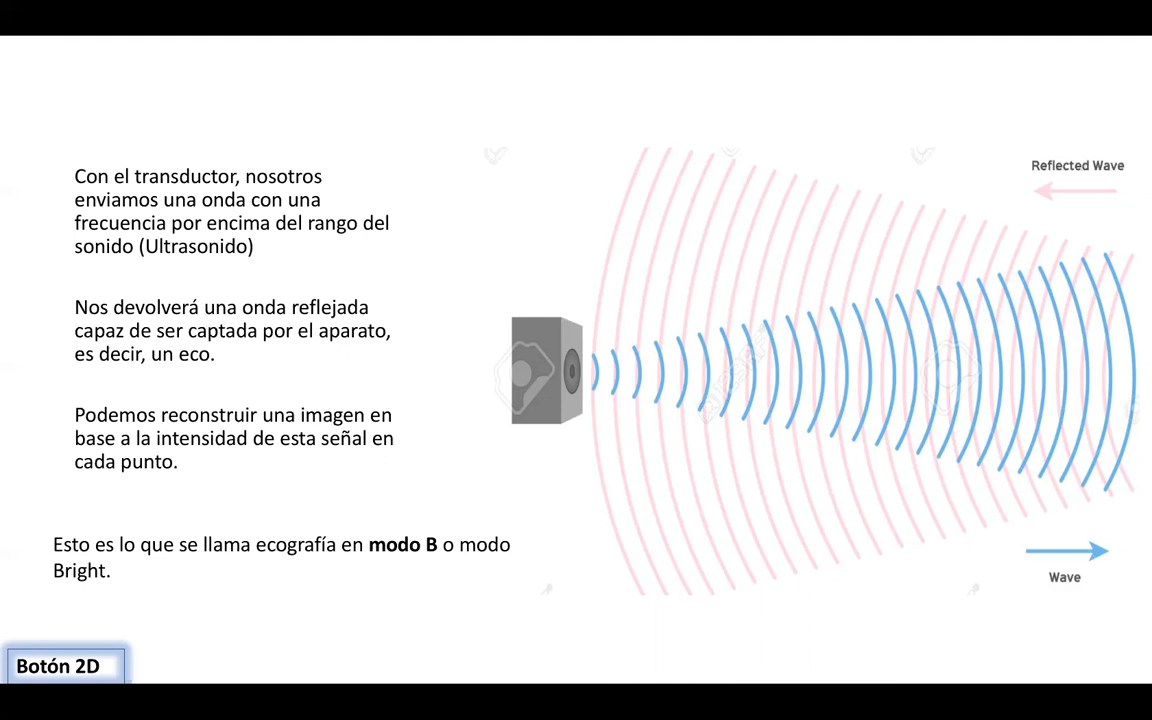 Con el transductor, nosotros
enviamos una onda con una
frecuencia por encima del rango del
sonido (Ultrasonido)
Nos devolverá una onda reflejada
capaz de ser captada por el aparato,
es decir, un eco.
Podemos reconstruir una imagen en
base a la intensidad de esta señal en
cada punto.
Esto es lo que se llama ecografía en modo B o modo
Bright.
Botón 2D
Reflected Wave
Wave